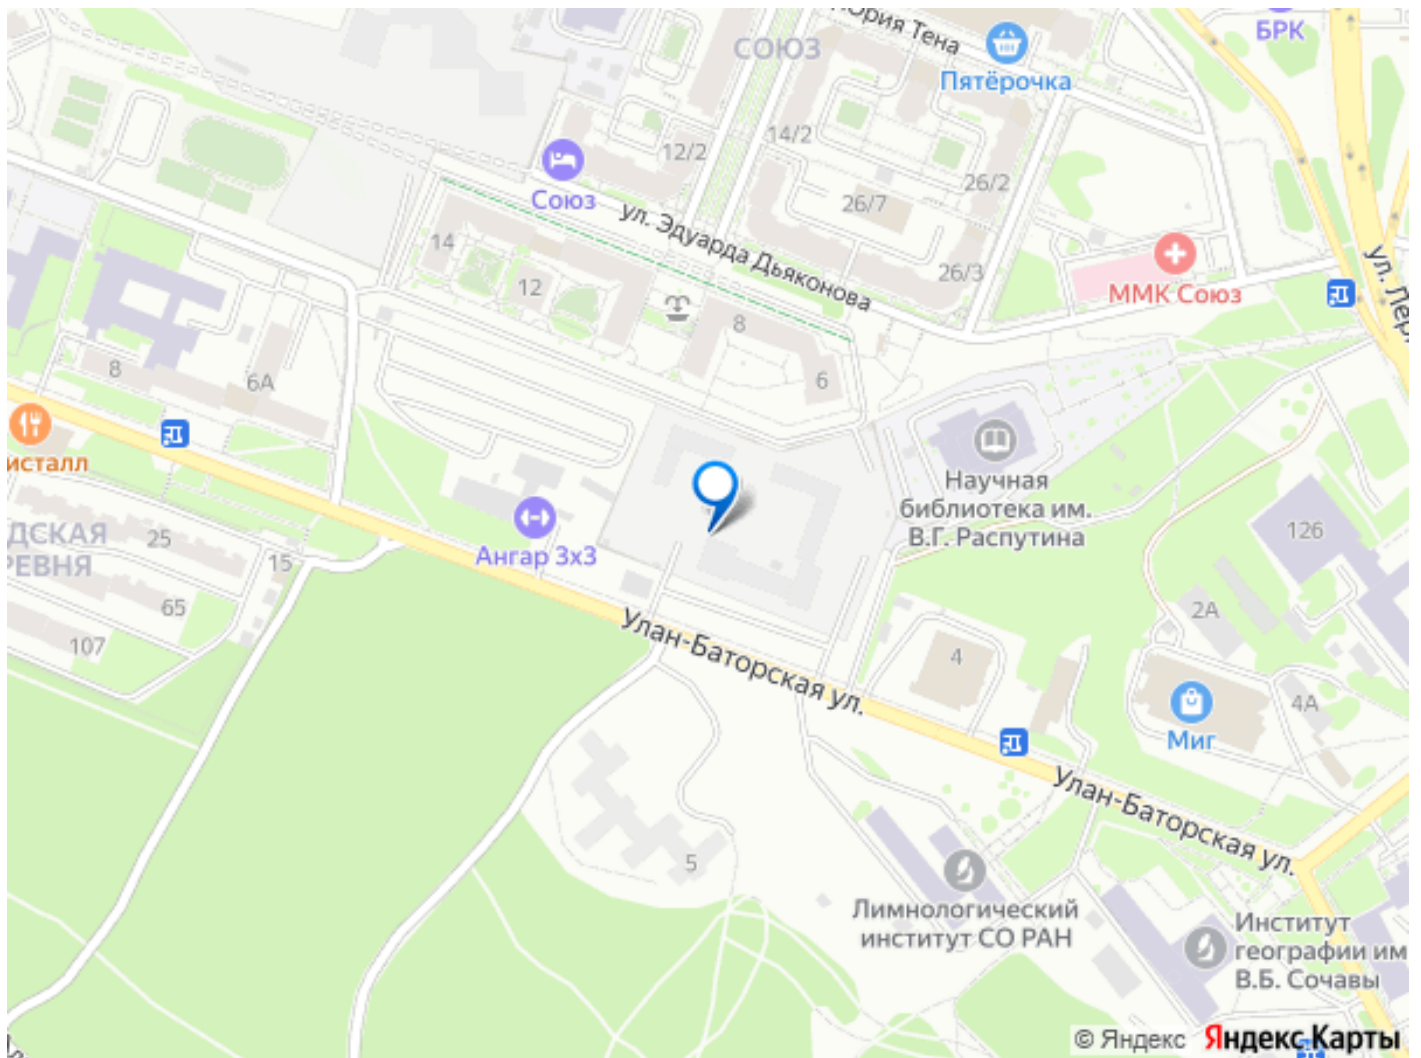 Юрия Тена
БРК
СОЮЗ
Пятёрочка
14/2
12/2
26/2
Союз
26/7
ул. Эдуарда Дьяконова
14
26/3
ММК Союз
12
8
6
8
6А
Научная
библиотека им.
В.Г. Распутина
Ангар 3х3
25
15
65
107
126
2А
Улан-Баторская ул.
4
4А
Миг
Улан-Баторская ул.
5
Лимнологический
институт СО РАН
Институт
географии им
В.Б. Сочавы
© Яндекс Яндекс Карты